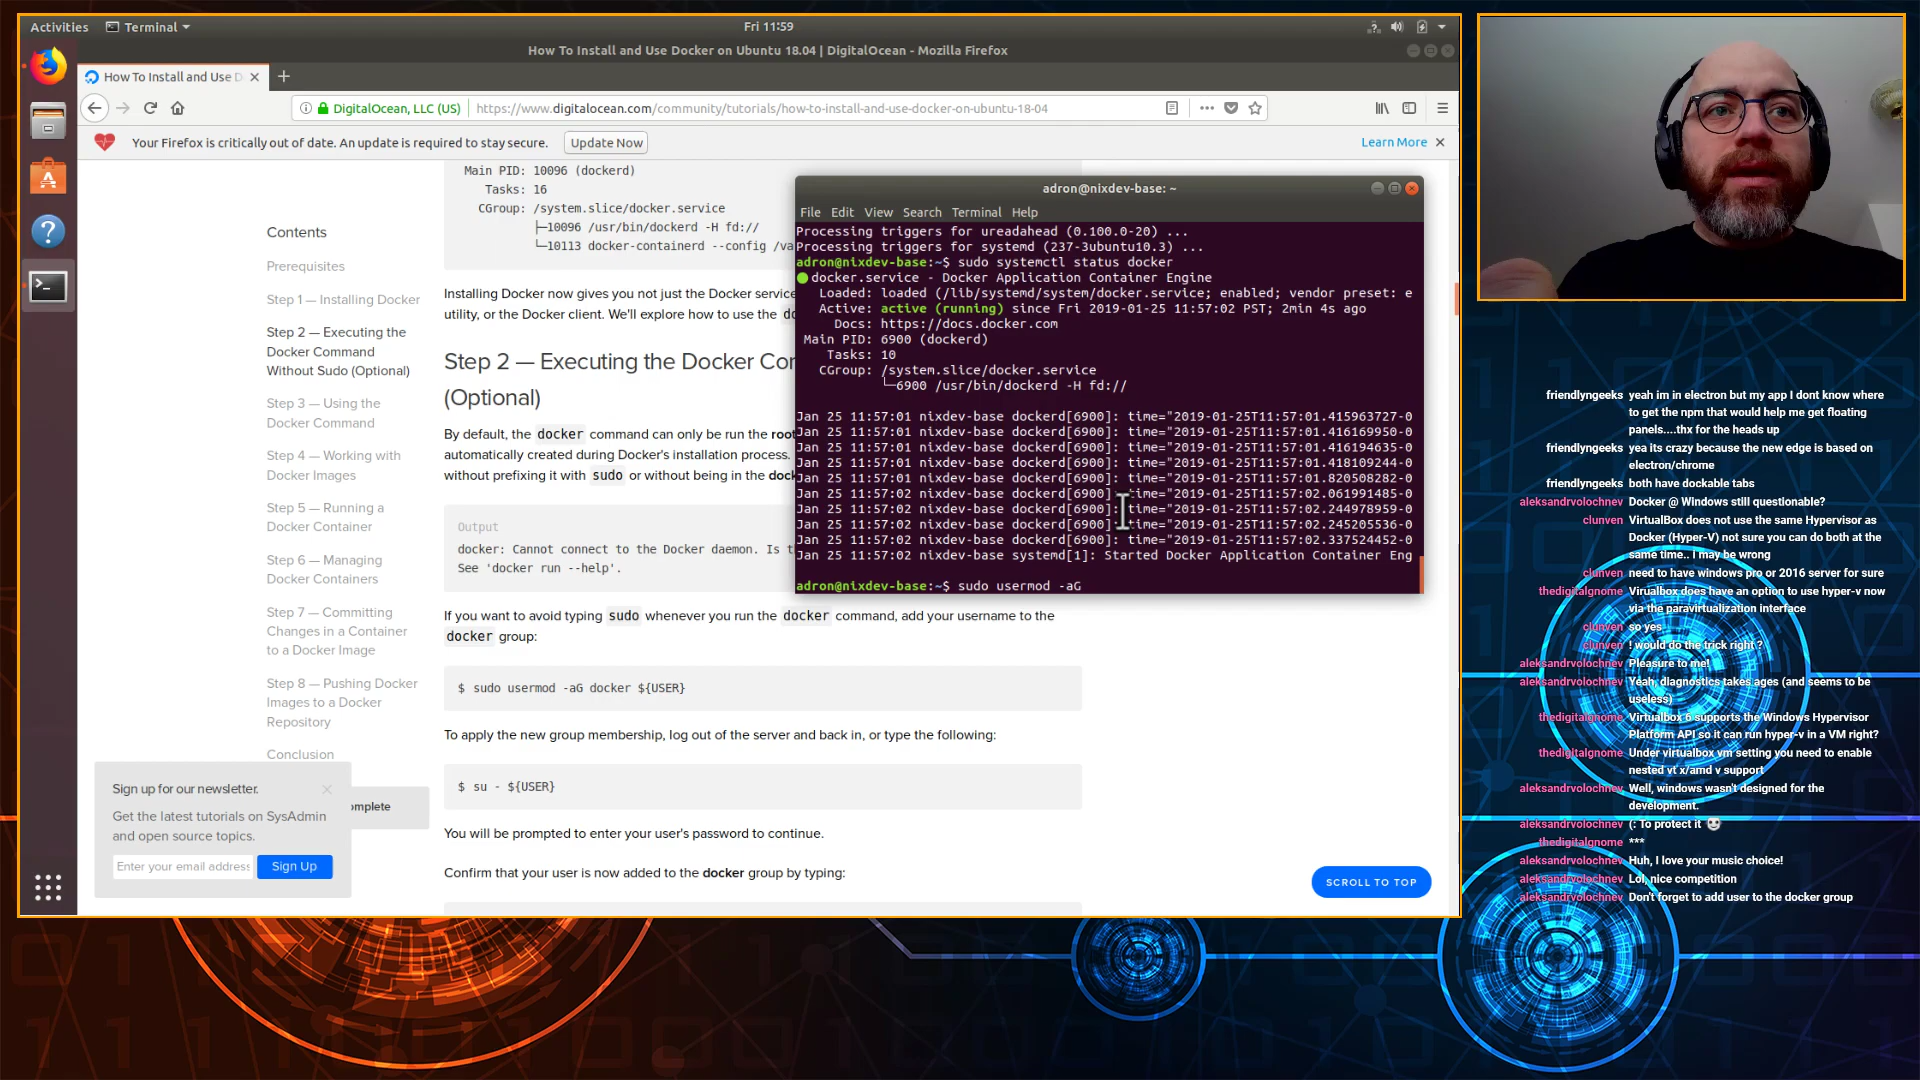 Activities
Terminal
Fri 11:59
How To Install and Use Docker on Ubuntu 18.04 | DigitalOcean - Mozilla Firefox
How To Install and Use D
DigitalOcean, LLC (US)
https://www.digitalocean.com/community/tutorials/how-to-install-and-use-docker-on-ubuntu-18-04
Your Firefox is critically out of date. An update is required to stay secure.
Update Now
Learn More
Contents
Prerequisites
Step 1 — Installing Docker
Step 2 — Executing the
Docker Command
Without Sudo (Optional)
Step 3 — Using the
Docker Command
Step 4 — Working with
Docker Images
Step 5 — Running a
Docker Container
Step 6 — Managing
Docker Containers
Step 7 — Committing
Changes in a Container
to a Docker Image
Step 8 — Pushing Docker
Images to a Docker
Repository
Conclusion
Sign up for our newsletter.
Get the latest tutorials on SysAdmin
and open source topics.
Enter your email address
Sign Up
omplete
Main PID: 10096 (dockerd)
Tasks: 16
CGroup: /system.slice/docker.service
├─10096 /usr/bin/dockerd -H fd://
└─10113 docker-containerd --config /va
Installing Docker now gives you not just the Docker service
utility, or the Docker client. We'll explore how to use the do
Step 2 — Executing the Docker Cor
(Optional)
By default, the docker command can only be run the root
automatically created during Docker's installation process.
without prefixing it with sudo or without being in the dock
Output
docker: Cannot connect to the Docker daemon. Is t
See 'docker run --help'.
If you want to avoid typing sudo whenever you run the docker command, add your username to the
docker group:
$ sudo usermod -aG docker ${USER}
To apply the new group membership, log out of the server and back in, or type the following:
$ su - ${USER}
You will be prompted to enter your user's password to continue.
Confirm that your user is now added to the docker group by typing:
SCROLL TO TOP
adron@nixdev-base: ~
File Edit View Search Terminal Help
Processing triggers for ureadahead (0.100.0-20) ...
Processing triggers for systemd (237-3ubuntu10.3) ...
adron@nixdev-base:~$ sudo systemctl status docker
docker.service - Docker Application Container Engine
Loaded: loaded (/lib/systemd/system/docker.service; enabled; vendor preset: e
Active: active (running) since Fri 2019-01-25 11:57:02 PST; 2min 4s ago
Docs: https://docs.docker.com
Main PID: 6900 (dockerd)
Tasks: 10
CGroup: /system.slice/docker.service
└─6900 /usr/bin/dockerd -H fd://
Jan 25 11:57:01 nixdev-base dockerd[6900]: time="2019-01-25T11:57:01.415963727-0
Jan 25 11:57:01 nixdev-base dockerd[6900]: time="2019-01-25T11:57:01.416169950-0
Jan 25 11:57:01 nixdev-base dockerd[6900]: time="2019-01-25T11:57:01.416194635-0
Jan 25 11:57:01 nixdev-base dockerd[6900]: time="2019-01-25T11:57:01.418109244-0
Jan 25 11:57:01 nixdev-base dockerd[6900]: time="2019-01-25T11:57:01.820508282-0
Jan 25 11:57:02 nixdev-base dockerd[6900]: time="2019-01-25T11:57:02.061991485-0
Jan 25 11:57:02 nixdev-base dockerd[6900]: time="2019-01-25T11:57:02.244978959-0
Jan 25 11:57:02 nixdev-base dockerd[6900]: time="2019-01-25T11:57:02.245205536-0
Jan 25 11:57:02 nixdev-base dockerd[6900]: time="2019-01-25T11:57:02.337524452-0
Jan 25 11:57:02 nixdev-base systemd[1]: Started Docker Application Container Eng
adron@nixdev-base:~$ sudo usermod -aG
friendlyngeeks yeah im in electron but my app I dont know where
to get the npm that would help me get floating
panels....thx for the heads up
friendlyngeeks yea its crazy because the new edge is based on
electron/chrome
friendlyngeeks both have dockable tabs
aleksandrvolochnev Docker @ Windows still questionable?
clunven VirtualBox does not use the same Hypervisor as
Docker (Hyper-V) not sure you can do both at the
same time.. I may be wrong
clunven need to have windows pro or 2016 server for sure
thedigitalgnome Virualbox does have an option to use hyper-v now
via the paravirtualization interface
clunven so yes
clunven ! would do the trick right ?
aleksandrvolochnev Pleasure to me!
aleksandrvolochnev Yeah, diagnostics takes ages (and seems to be
useless)
thedigitalgnome Virtualbox 6 supports the Windows Hypervisor
Platform API so it can run hyper-v in a VM right?
thedigitalgnome Under virtualbox vm setting you need to enable
nested vt x/amd v support
aleksandrvolochnev Well, windows wasn't designed for the
development.
aleksandrvolochnev (: To protect it
thedigitalgnome ***
aleksandrvolochnev Huh, I love your music choice!
aleksandrvolochnev Lol, nice competition
aleksandrvolochnev Don't forget to add user to the docker group